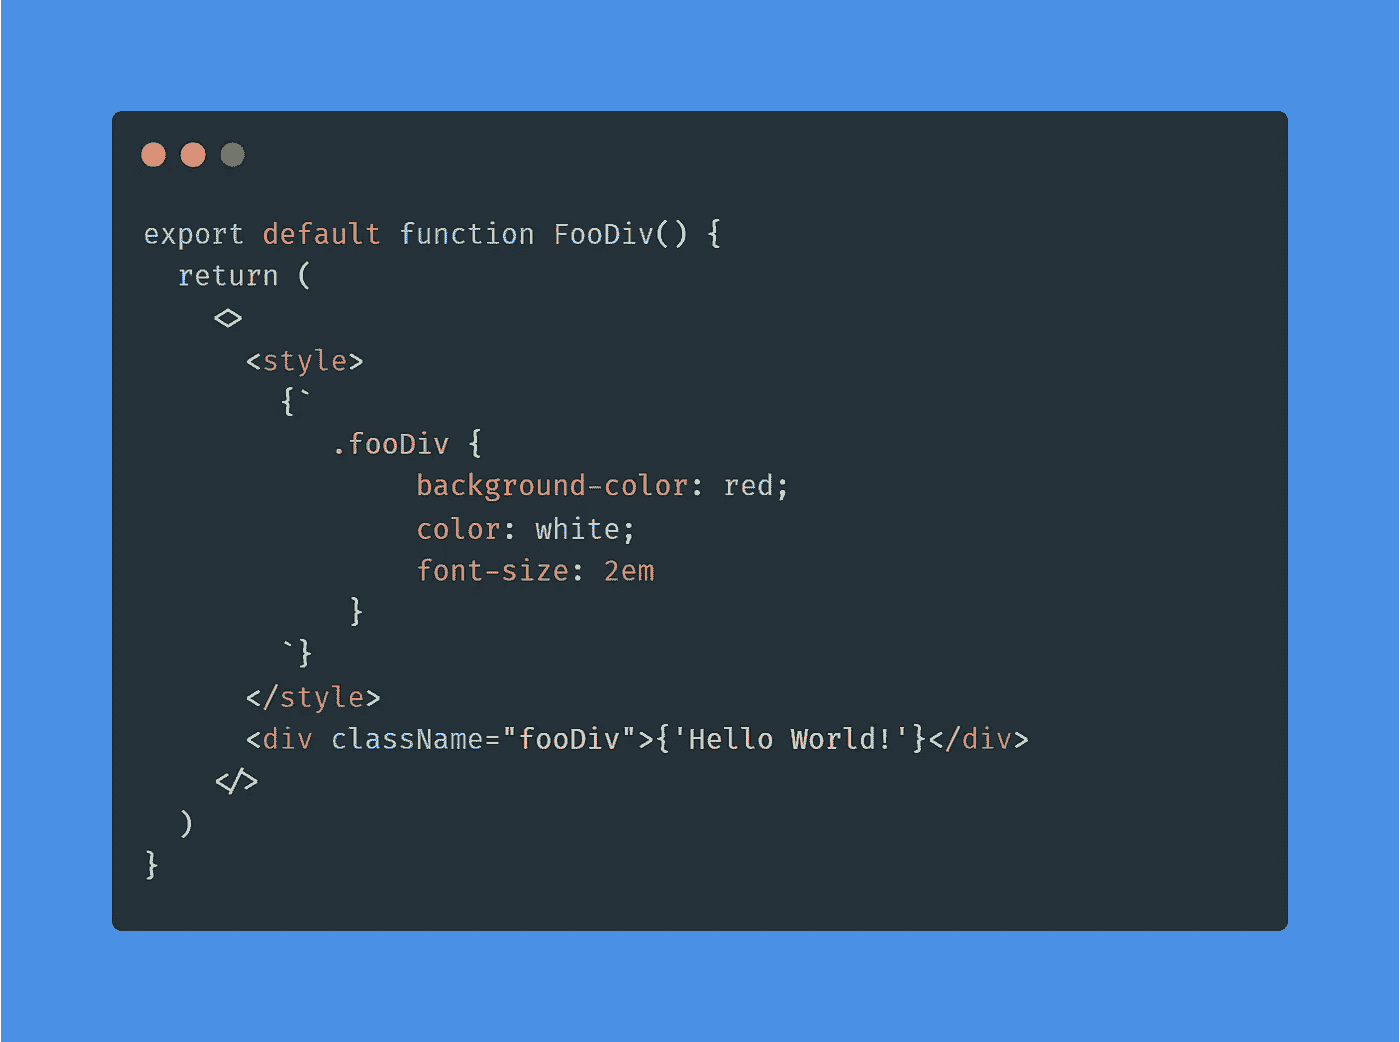 export default function FooDiv() {
  return (
    <>
      <style>
        {`
           .fooDiv {
                background-color: red;
                color: white;
                font-size: 2em
            }
        `}
      </style>
      <div className="fooDiv">{'Hello World!'}</div>
    </>
  )
}